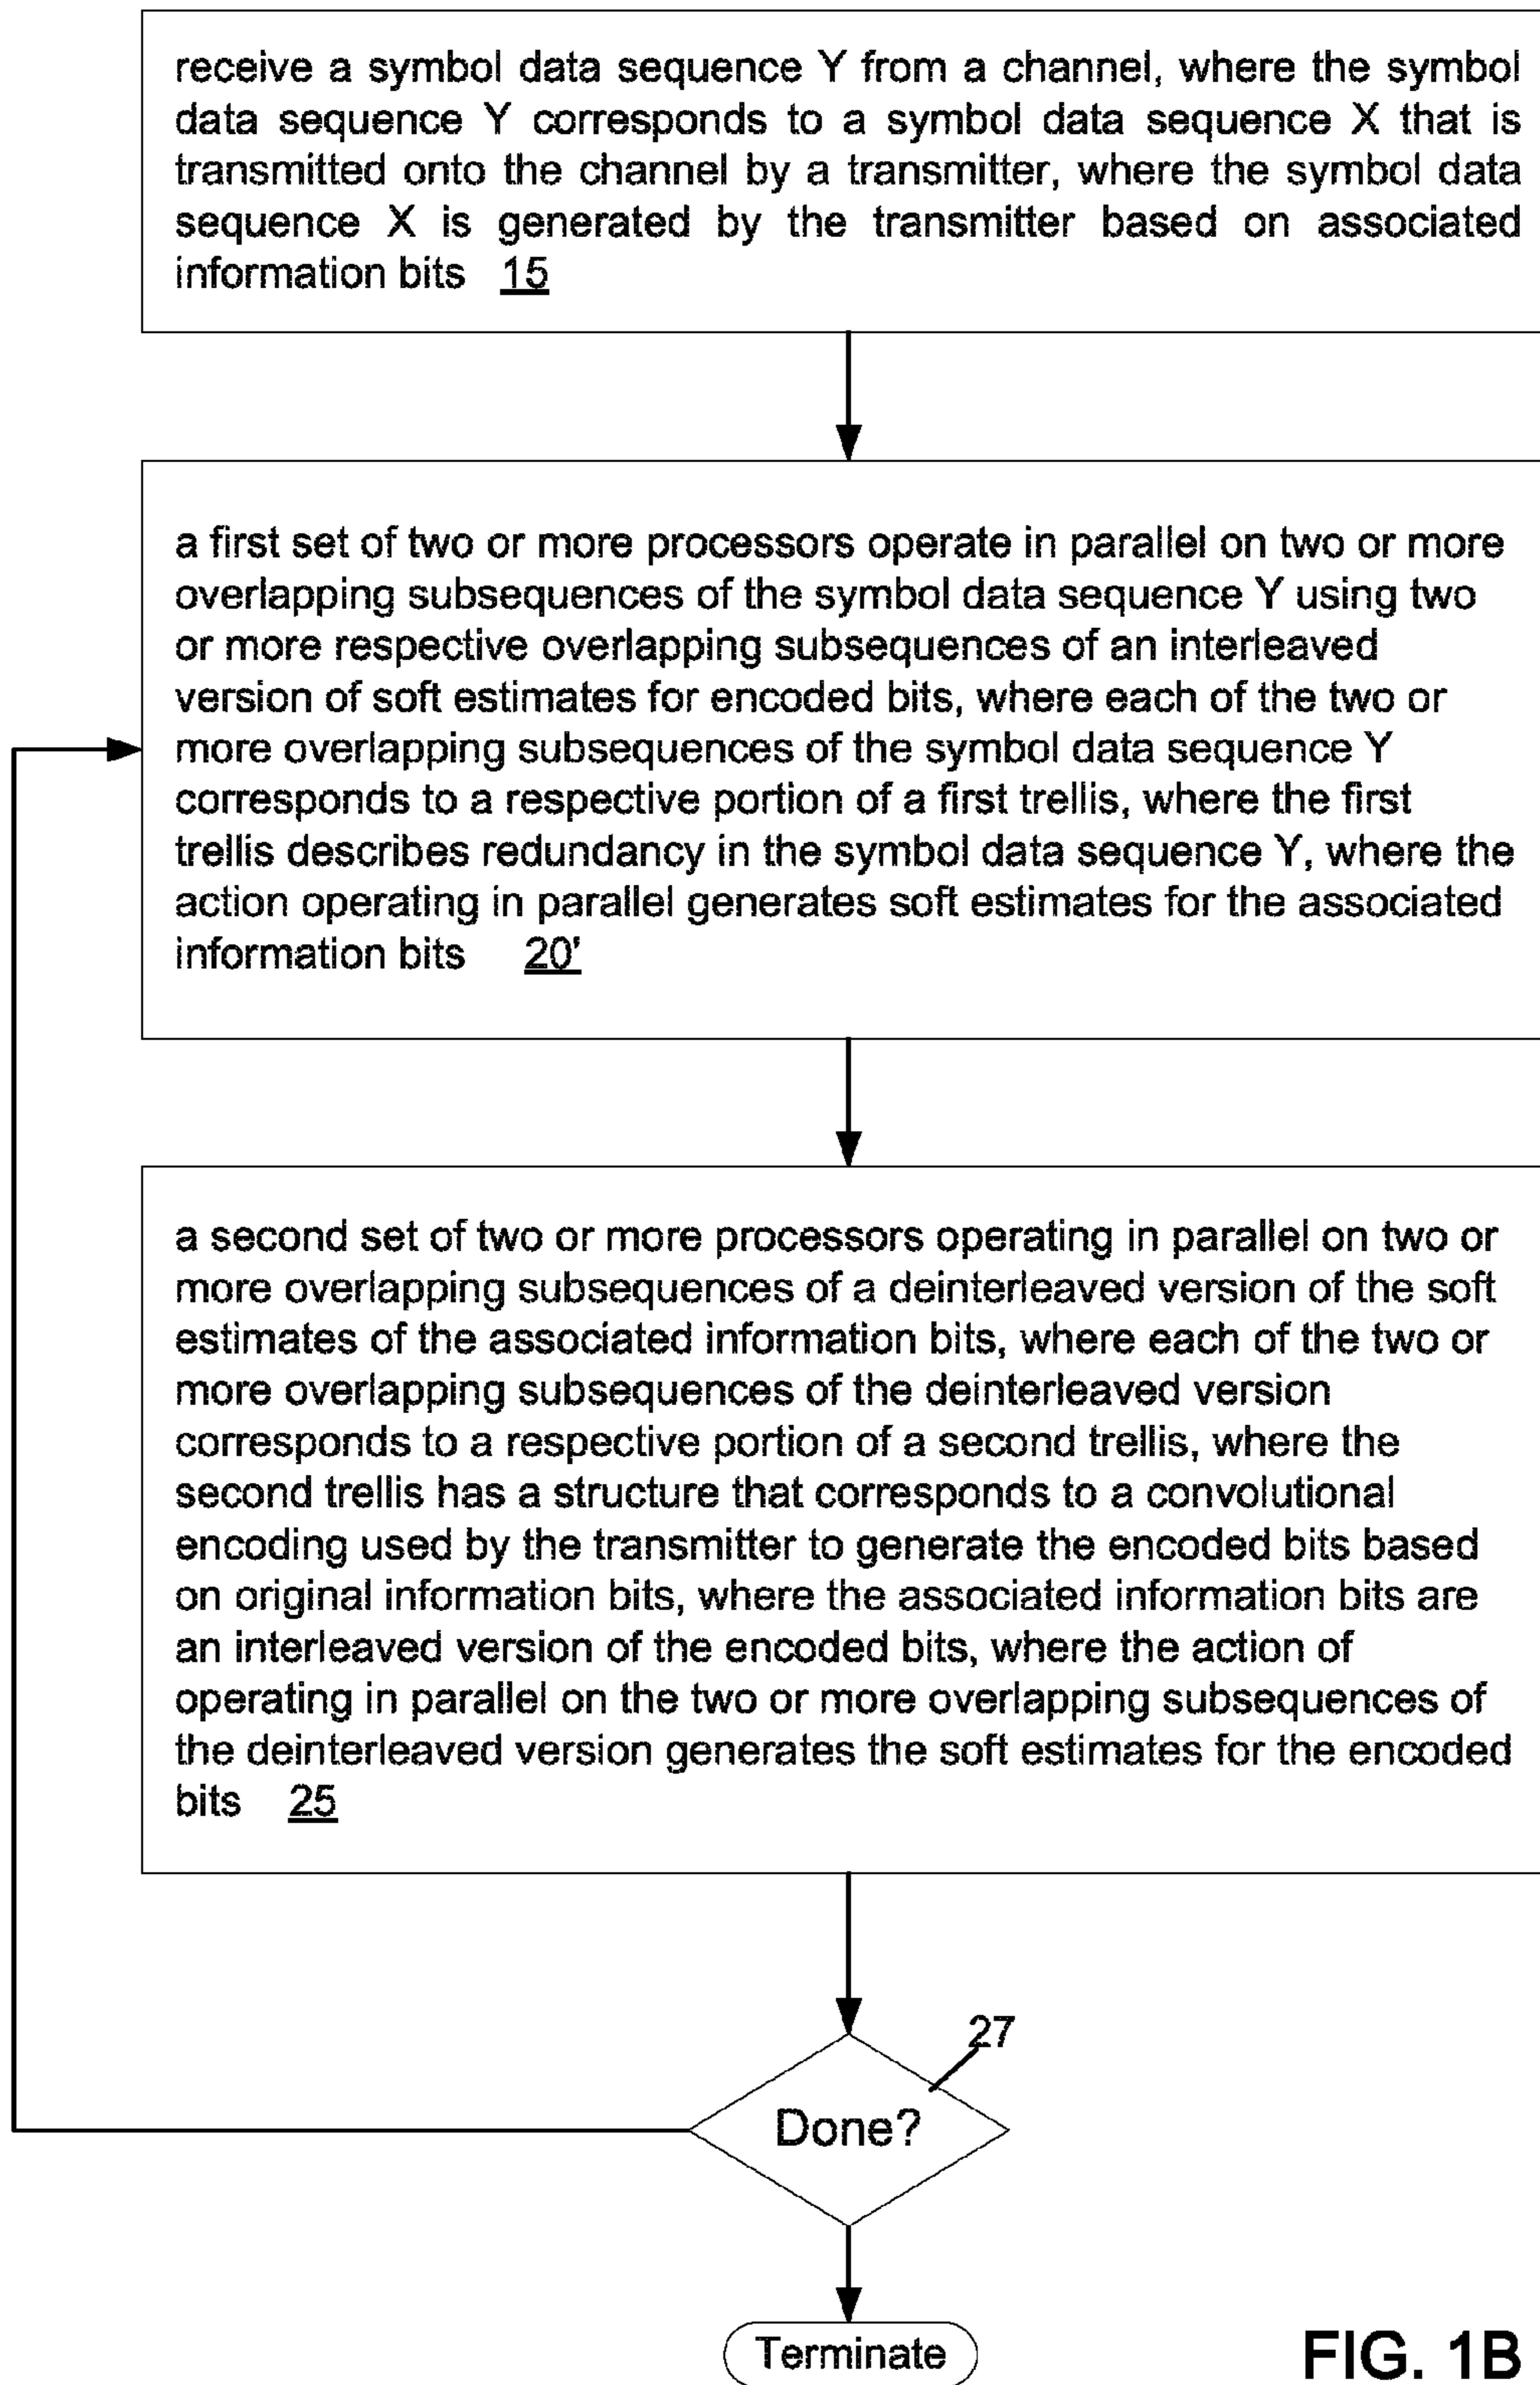 receive a symbol data sequence Y from a channel, where the symbol
data sequence Y corresponds to a symbol data sequence X that is
transmitted onto the channel by a transmitter, where the symbol data
sequence X is generated by the transmitter based on associated
information bits 15
a first set of two or more processors operate in parallel on two or more
overlapping subsequences of the symbol data sequence Y using two
or more respective overlapping subsequences of an interleaved
version of soft estimates for encoded bits, where each of the two or
more overlapping subsequences of the symbol data sequence Y
corresponds to a respective portion of a first trellis, where the first
trellis describes redundancy in the symbol data sequence Y, where the
action operating in parallel generates soft estimates for the associated
information bits 20'
a second set of two or more processors operating in parallel on two or
more overlapping subsequences of a deinterleaved version of the soft
estimates of the associated information bits, where each of the two or
more overlapping subsequences of the deinterleaved version
corresponds to a respective portion of a second trellis, where the
second trellis has a structure that corresponds to a convolutional
encoding used by the transmitter to generate the encoded bits based
on original information bits, where the associated information bits are
an interleaved version of the encoded bits, where the action of
operating in parallel on the two or more overlapping subsequences of
the deinterleaved version generates the soft estimates for the encoded
bits 25
27
Done?
Terminate
FIG. 1B